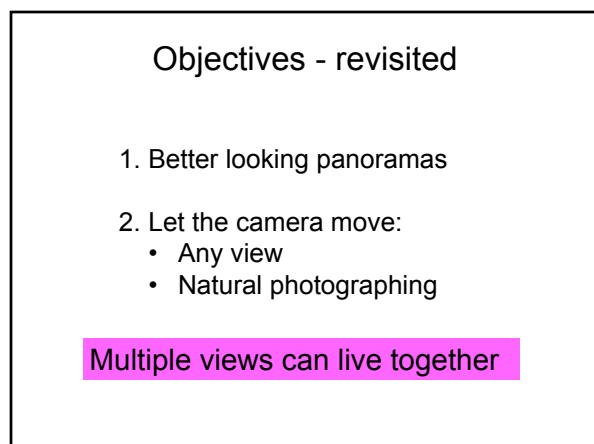 Objectives - revisited
1. Better looking panoramas
2. Let the camera move:
• Any view
• Natural photographing
Multiple views can live together